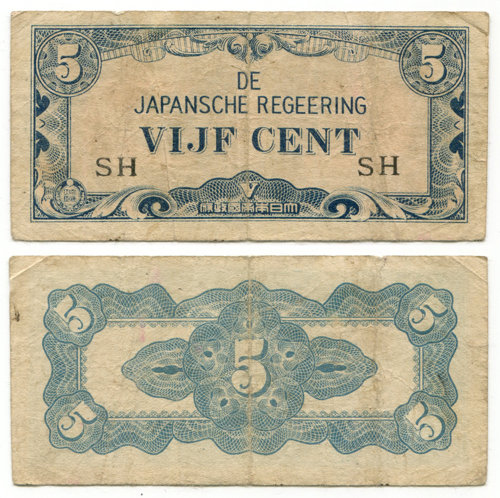 5 5
DE
JAPANSCHE REGEERING
VIJF CENT
SH SH
大日本帝國政府
5 5
5
5 5